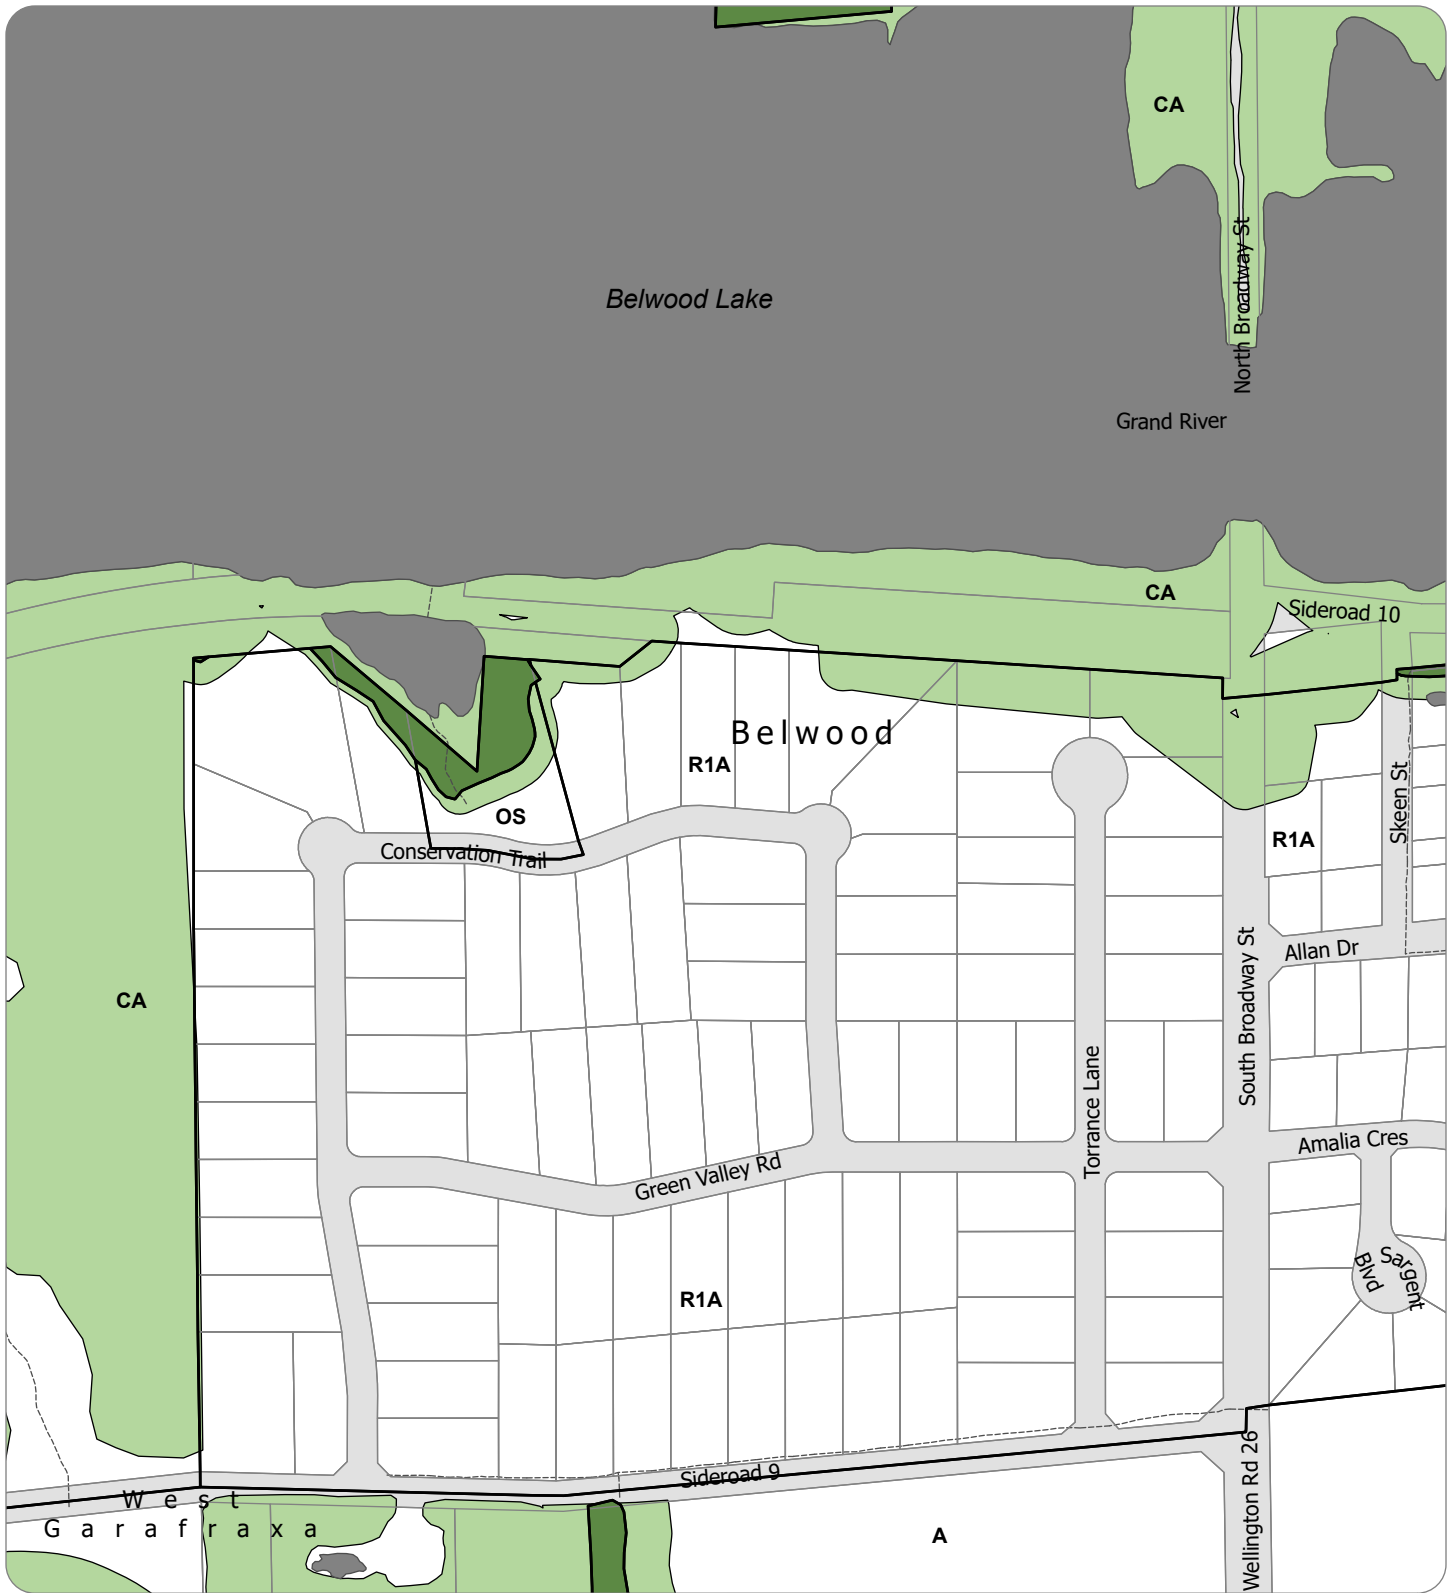 CA
North Broadway St
Belwood Lake
Grand River
CA
Sideroad 10
Belwood
R1A
Skeen St
OS
R1A
Conservation Trail
Allan Dr
South Broadway St
CA
Torrance Lane
Amalia Cres
Green Valley Rd
Sargent
Blvd
R1A
Sideroad 9
Wellington Rd 26
West
Garafraxa
A